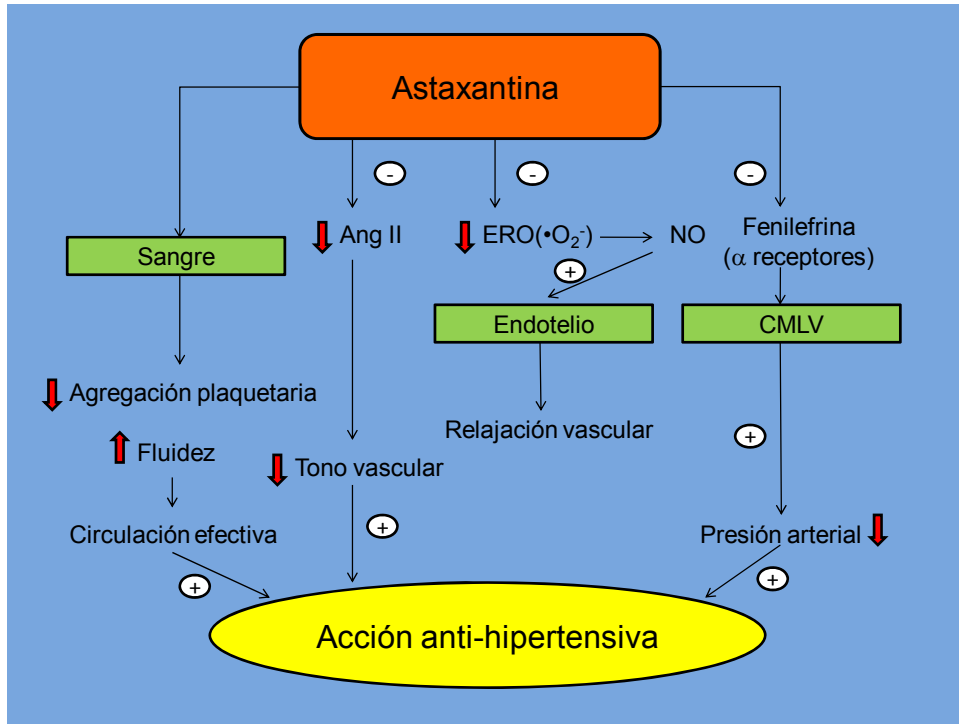 Astaxantina
-
-
-
Ang II
ERO(•O₂⁻)
NO
Fenilefrina
(α receptores)
Sangre
+
Endotelio
CMLV
Agregación plaquetaria
Relajación vascular
+
Fluidez
Tono vascular
Circulación efectiva
+
Presión arterial
+
+
Acción anti-hipertensiva